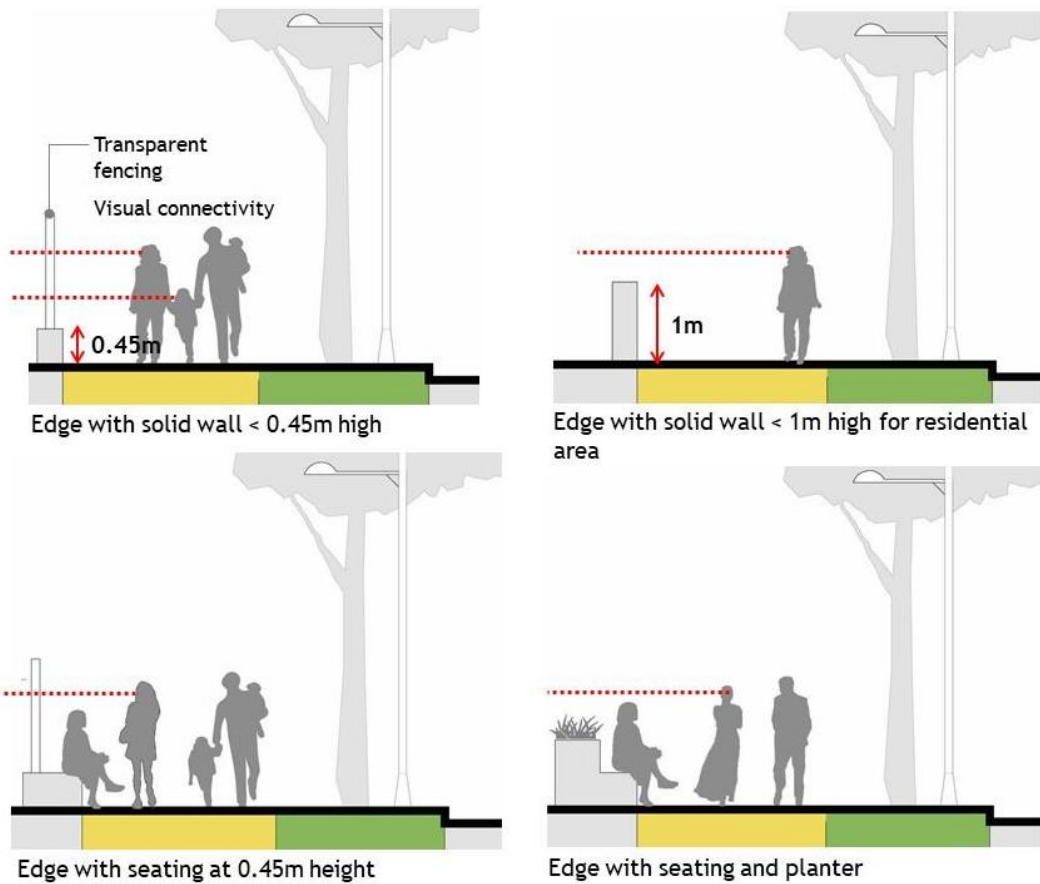 Transparent
fencing
Visual connectivity
0.45m
Edge with solid wall < 0.45m high
1m
Edge with solid wall < 1m high for residential
area
Edge with seating at 0.45m height
Edge with seating and planter